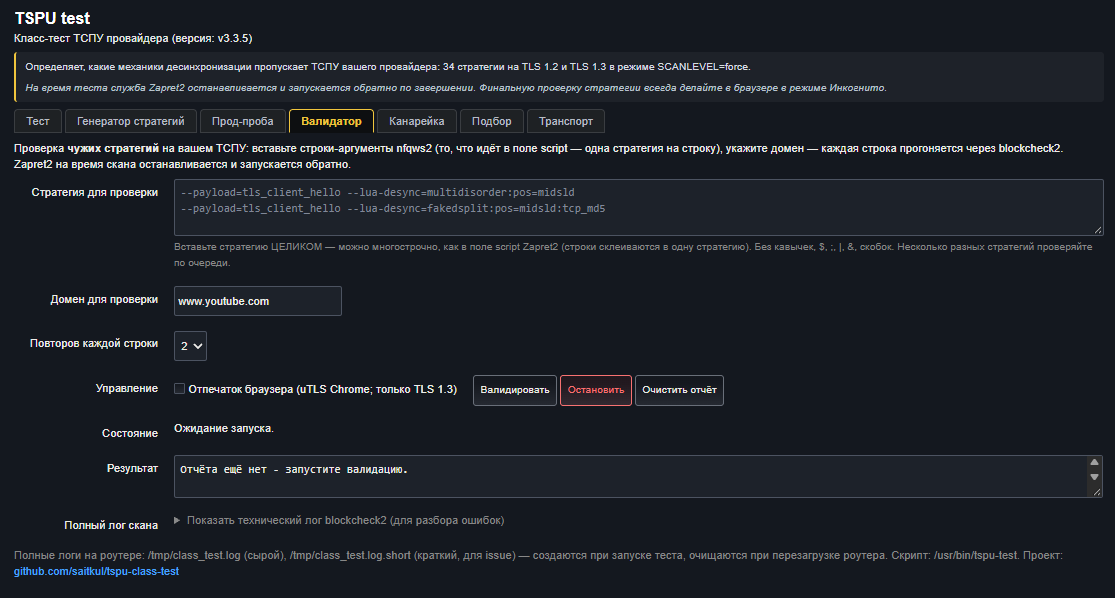 TSPU test
Класс-тест ТСПУ провайдера (версия: v3.3.5)
Определяет, какие механики десинхронизации пропускает ТСПУ вашего провайдера: 34 стратегии на TLS 1.2 и TLS 1.3 в режиме SCANLEVEL=force.
На время теста служба Zapret2 останавливается и запускается обратно по завершении. Финальную проверку стратегии всегда делайте в браузере в режиме Инкогнито.
Тест Генератор стратегий Прод-проба Валидатор Канарейка Подбор Транспорт
Проверка чужих стратегий на вашем ТСПУ: вставьте строки-аргументы nfqws2 (то, что идёт в поле script — одна стратегия на строку), укажите домен — каждая строка прогоняется через blockcheck2.
Zapret2 на время скана останавливается и запускается обратно.
Стратегия для проверки
--payload=tls_client_hello --lua-desync=multidisorder:pos=midsld
--payload=tls_client_hello --lua-desync=fakedsplit:pos=midsld:tcp_md5
Вставьте стратегию ЦЕЛИКОМ — можно многострочно, как в поле script Zapret2 (строки склеиваются в одну стратегию). Без кавычек, $, ;, |, &, скобок. Несколько разных стратегий проверяйте
по очереди.
Домен для проверки
www.youtube.com
Повторов каждой строки
2
Управление
Отпечаток браузера (uTLS Chrome; только TLS 1.3) Валидировать Остановить Очистить отчёт
Состояние
Ожидание запуска.
Результат
Отчёта ещё нет - запустите валидацию.
Полный лог скана
Показать технический лог blockcheck2 (для разбора ошибок)
Полные логи на роутере: /tmp/class_test.log (сырой), /tmp/class_test.log.short (краткий, для issue) — создаются при запуске теста, очищаются при перезагрузке роутера. Скрипт: /usr/bin/tspu-test. Проект:
github.com/saitkul/tspu-class-test